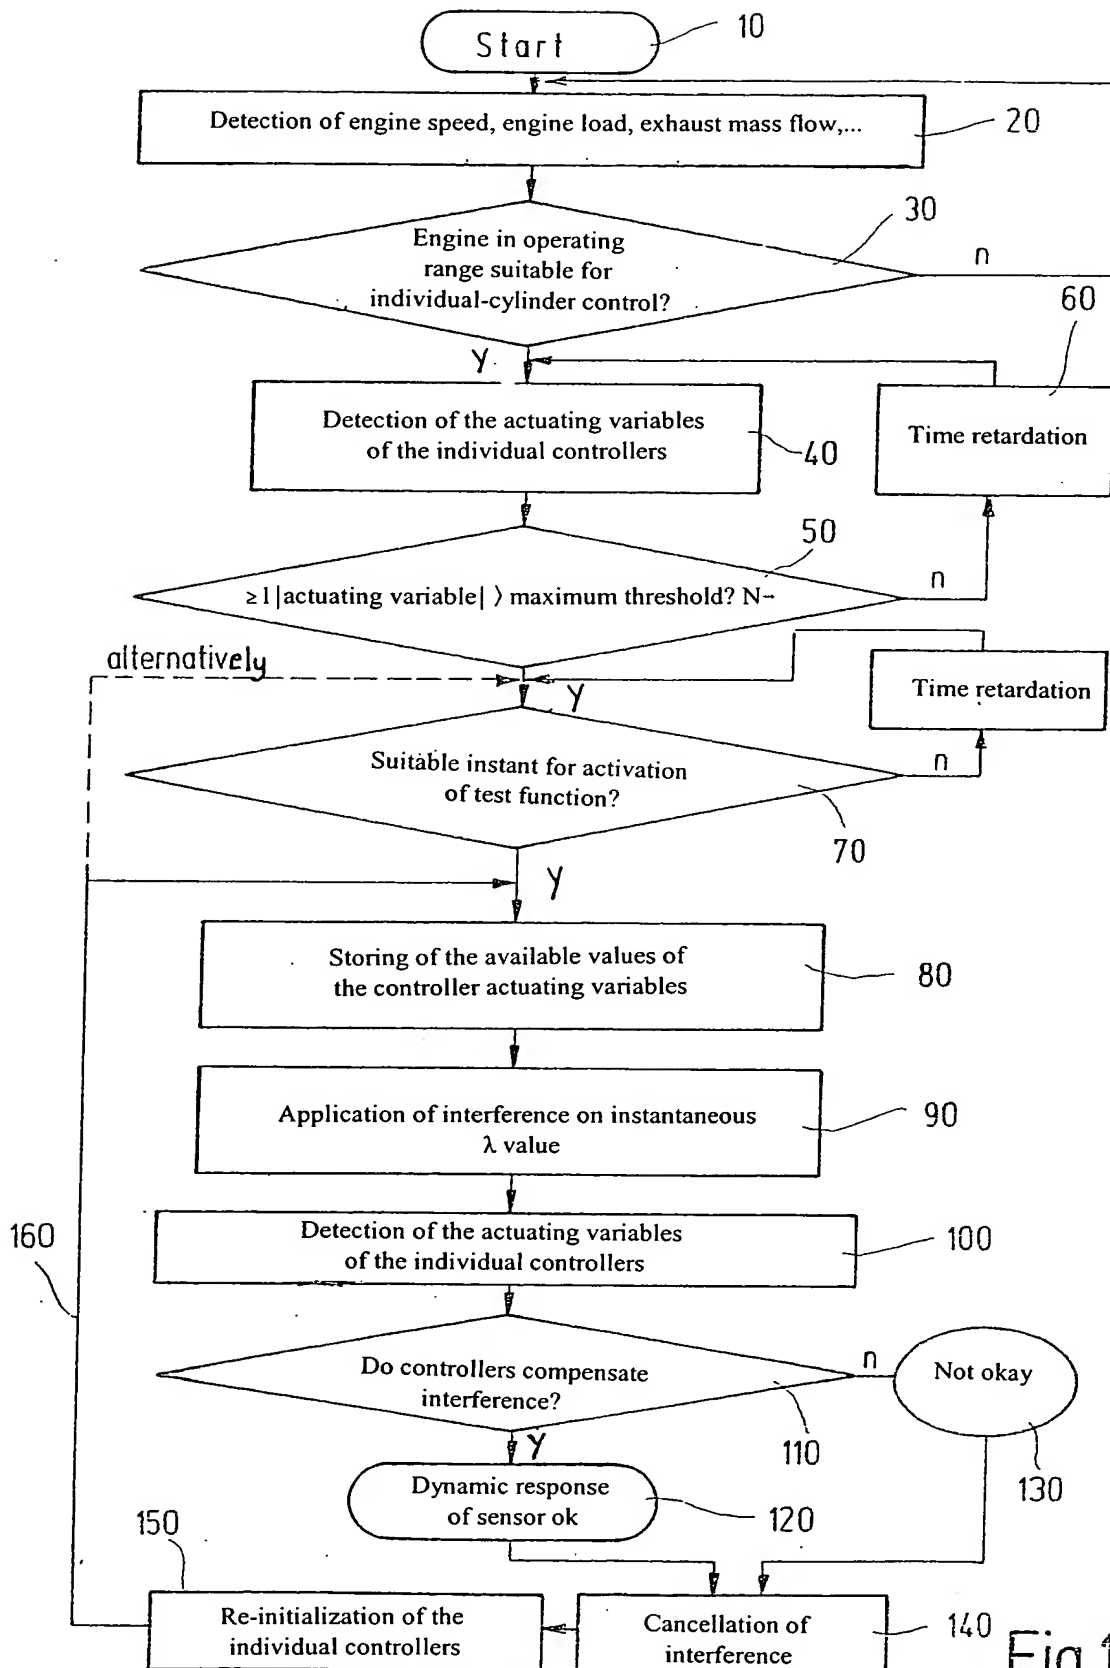 Start
10
Detection of engine speed, engine load, exhaust mass flow,...
20
Engine in operating
range suitable for
individual-cylinder control?
30
n
60
y
Detection of the actuating variables
of the individual controllers
40
Time retardation
50
≥1 |actuating variable| 〉 maximum threshold? N-
n
alternatively
y
Time retardation
Suitable instant for activation
of test function?
n
70
y
Storing of the available values of
the controller actuating variables
80
Application of interference on instantaneous
λ value
90
160
Detection of the actuating variables
of the individual controllers
100
Do controllers compensate
interference?
n
Not okay
110
y
130
Dynamic response
of sensor ok
120
150
Re-initialization of the
individual controllers
Cancellation of
interference
140
Fig.1